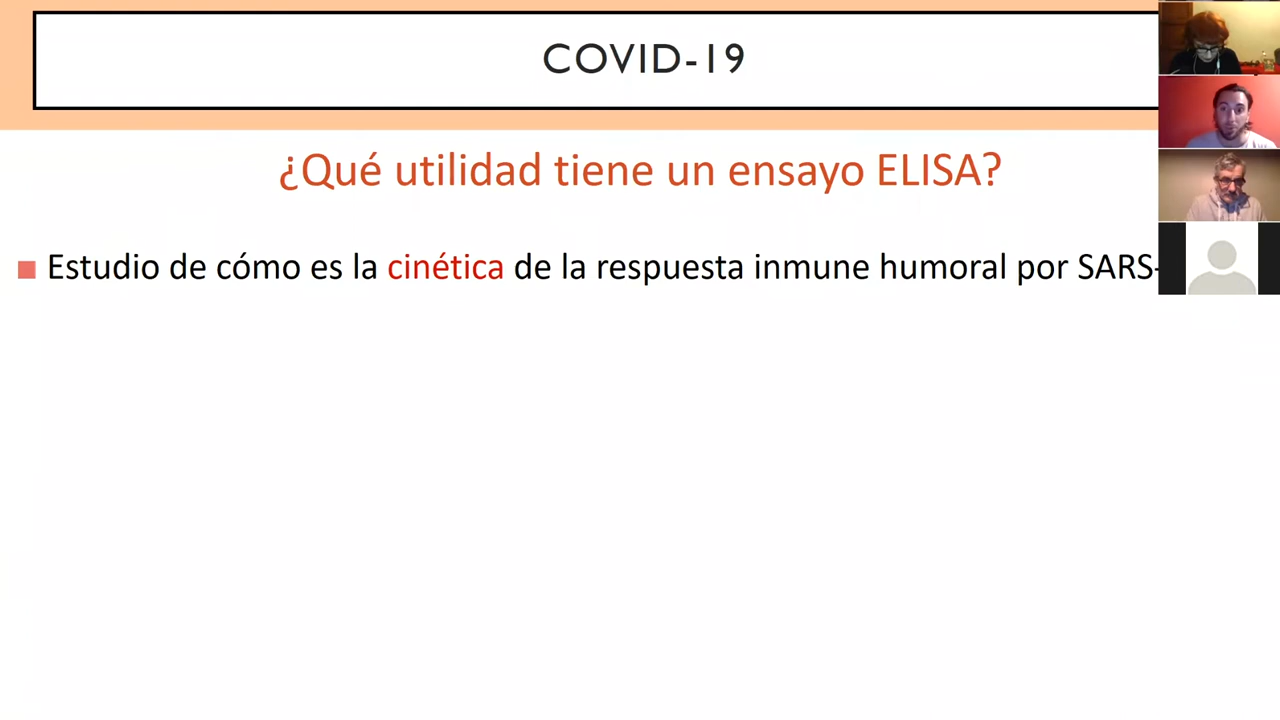 COVID-19
¿Qué utilidad tiene un ensayo ELISA?
Estudio de cómo es la cinética de la respuesta inmune humoral por SARS-